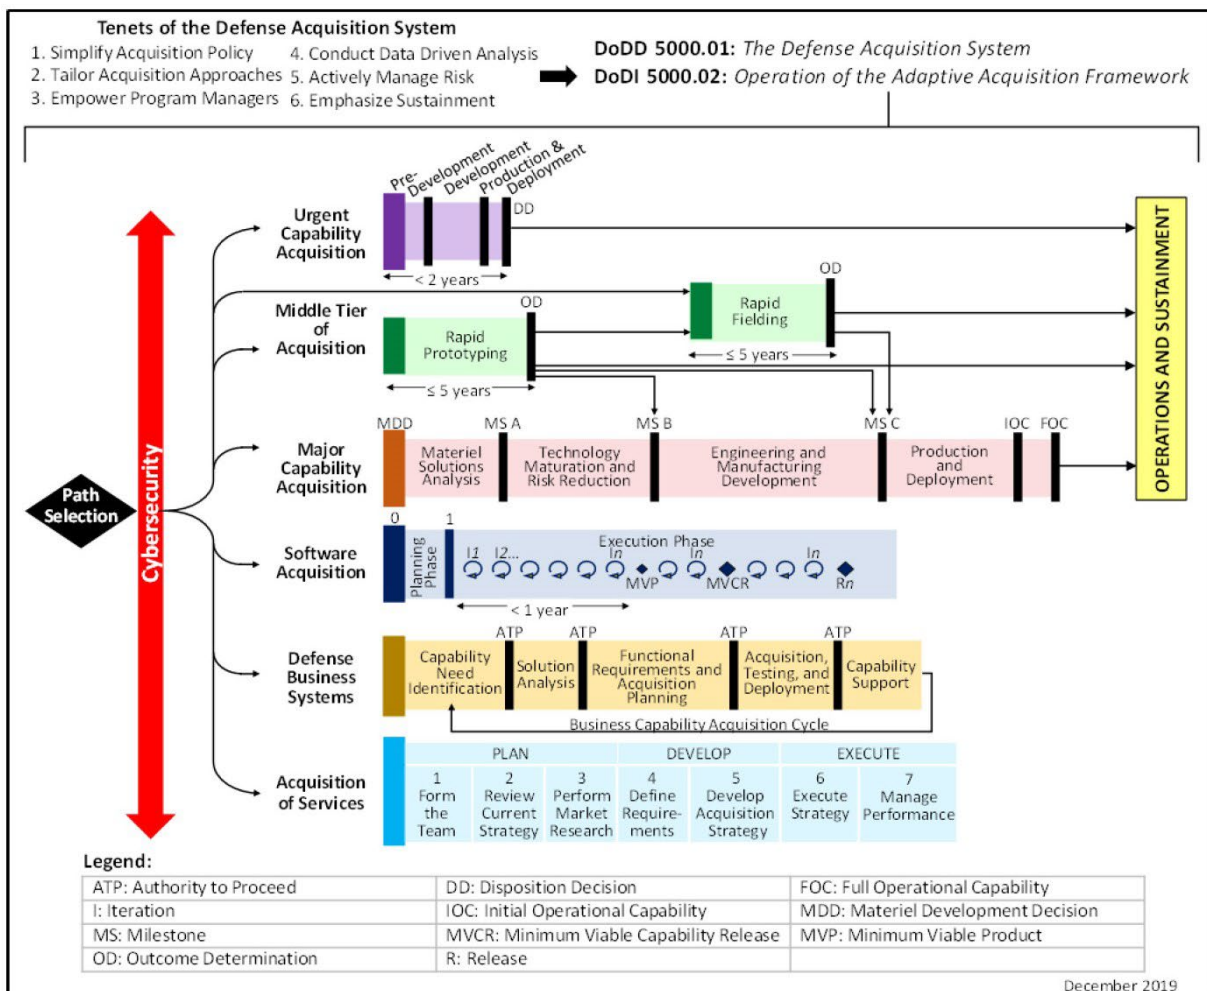 Tenets of the Defense Acquisition System
1. Simplify Acquisition Policy
2. Tailor Acquisition Approaches
3. Empower Program Managers
4. Conduct Data Driven Analysis
5. Actively Manage Risk
6. Emphasize Sustainment
DoDD 5000.01: The Defense Acquisition System
DoDI 5000.02: Operation of the Adaptive Acquisition Framework
Path
Selection
Cybersecurity
Urgent
Capability
Acquisition
Pre-
Development
Development
Production &
Deployment
DD
< 2 years
Middle Tier
of
Acquisition
Rapid
Prototyping
OD
≤ 5 years
Rapid
Fielding
OD
≤ 5 years
Major
Capability
Acquisition
MDD
Materiel
Solutions
Analysis
MS A
Technology
Maturation and
Risk Reduction
MS B
Engineering and
Manufacturing
Development
MS C
Production
and
Deployment
IOC
FOC
OPERATIONS AND SUSTAINMENT
Software
Acquisition
0
Planning
Phase
1
Execution Phase
I1
I2...
In
MVP
In
MVCR
In
Rn
< 1 year
Defense
Business
Systems
Capability
Need
Identification
ATP
Solution
Analysis
ATP
Functional
Requirements and
Acquisition
Planning
ATP
Acquisition,
Testing, and
Deployment
ATP
Capability
Support
Business Capability Acquisition Cycle
Acquisition
of Services
PLAN
DEVELOP
EXECUTE
1
Form
the
Team
2
Review
Current
Strategy
3
Perform
Market
Research
4
Define
Require-
ments
5
Develop
Acquisition
Strategy
6
Execute
Strategy
7
Manage
Performance
Legend:
ATP: Authority to Proceed
DD: Disposition Decision
FOC: Full Operational Capability
I: Iteration
IOC: Initial Operational Capability
MDD: Materiel Development Decision
MS: Milestone
MVCR: Minimum Viable Capability Release
MVP: Minimum Viable Product
OD: Outcome Determination
R: Release
December 2019